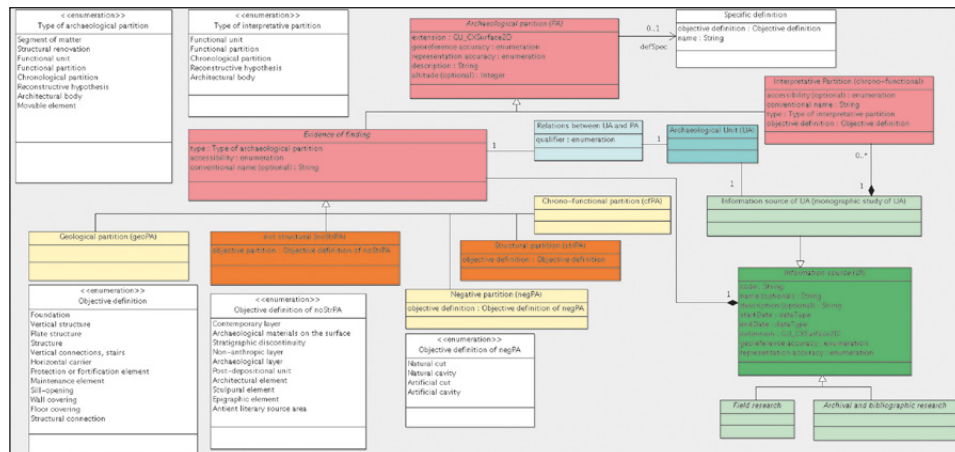 <<enumeration>>
Type of archaeological partition
Segment of matter
Structural renovation
Functional unit
Functional partition
Chronological partition
Reconstructive hypothesis
Architectural body
Movable element
<<enumeration>>
Type of interpretative partition
Functional unit
Functional partition
Chronological partition
Reconstructive hypothesis
Architectural body
Archaeological partition (PA)
extension : GU_CXSurface2D
georeference accuracy : enumeration
representation accuracy : enumeration
description : String
altitude (optional) : Integer
0..1
defSpec
Specific definition
objective definition : Objective definition
name : String
Interpretative Partition (chrono-functional)
accessibility (optional) : enumeration
conventional name : String
type : Type of interpretative partition
objective definition : Objective definition
Evidence of finding
type : Type of archaeological partition
accessibility : enumeration
conventional name (optional) : String
1
Relations between UA and PA
qualifier : enumeration
1
Archaeological Unit (UA)
0..*
1
1
Information source of UA (monographic study of UA)
Chrono-functional partition (cfPA)
Geological partition (geoPA)
Not structural (noStrPA)
objective partition : Objective definition of noStrPA
Structural partition (strPA)
objective definition : Objective definition
Negative partition (negPA)
objective definition : Objective definition of negPA
1
Information source (SI)
code : String
name (optional) : String
description (optional) : String
startDate : dataType
endDate : dataType
extension : GU_CXSurface2D
georeference accuracy : enumeration
representation accuracy : enumeration
<<enumeration>>
Objective definition
Foundation
Vertical structure
Plate structure
Structure
Vertical connections, stairs
Horizontal carrier
Protection or fortification element
Maintenance element
Sill-opening
Wall covering
Floor covering
Structural connection
<<enumeration>>
Objective definition of noStrPA
Contemporary layer
Archaeological materials on the surface
Stratigraphic discontinuity
Non-anthropic layer
Archaeological layer
Post-depositional unit
Architectural element
Sculpural element
Epigraphic element
Antient literary source area
<<enumeration>>
Objective definition of negPA
Natural cut
Natural cavity
Artificial cut
Artificial cavity
Field research
Archival and bibliographic research